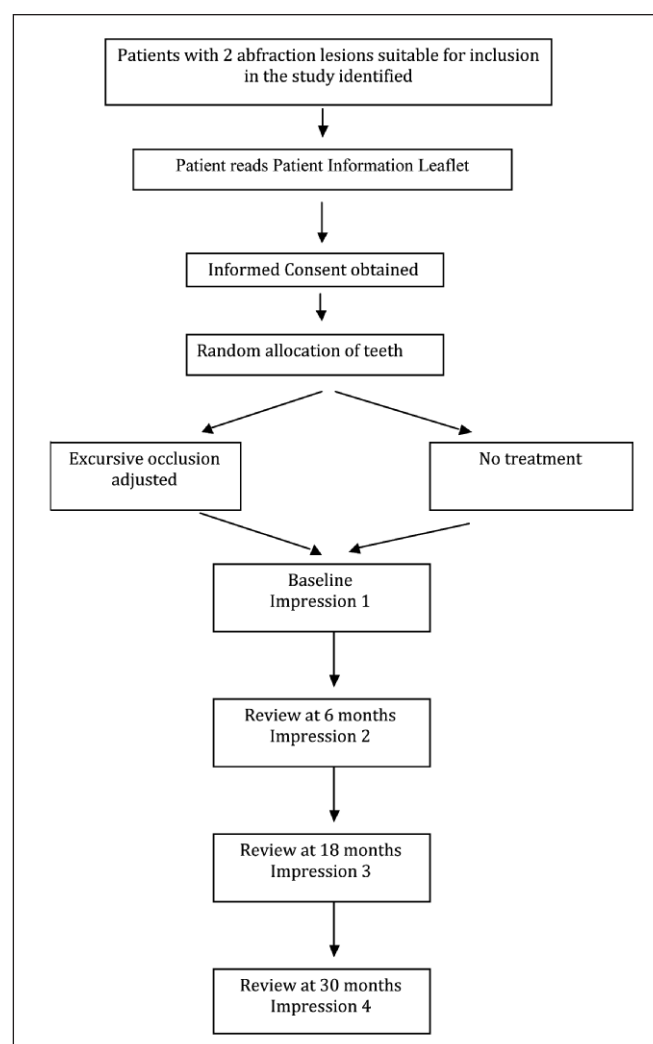 Patients with 2 abfraction lesions suitable for inclusion
in the study identified
Patient reads Patient Information Leaflet
Informed Consent obtained
Random allocation of teeth
Excursive occlusion
adjusted
No treatment
Baseline
Impression 1
Review at 6 months
Impression 2
Review at 18 months
Impression 3
Review at 30 months
Impression 4